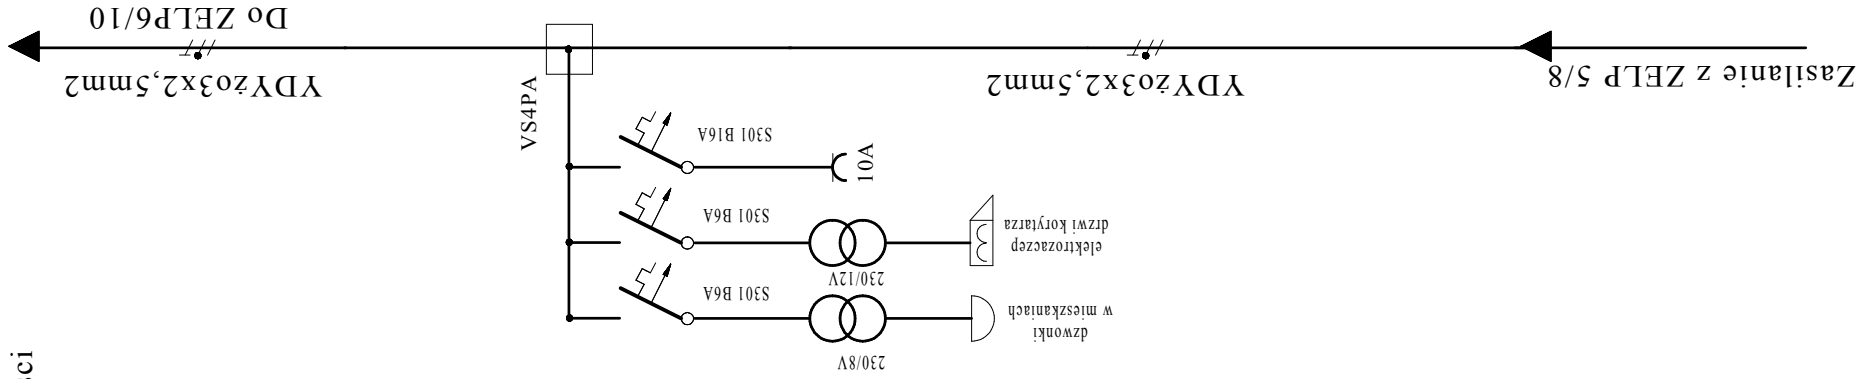 Do ZELP6/10
YDYżo3x2,5mm2
VS4PA
YDYżo3x2,5mm2
Zasilanie z ZELP 5/8
S301 B16A
10A
S301 B6A
230/12V
elektrozaczep
drzwi korytarza
S301 B6A
230/8V
dzwonki
w mieszkaniach
ci